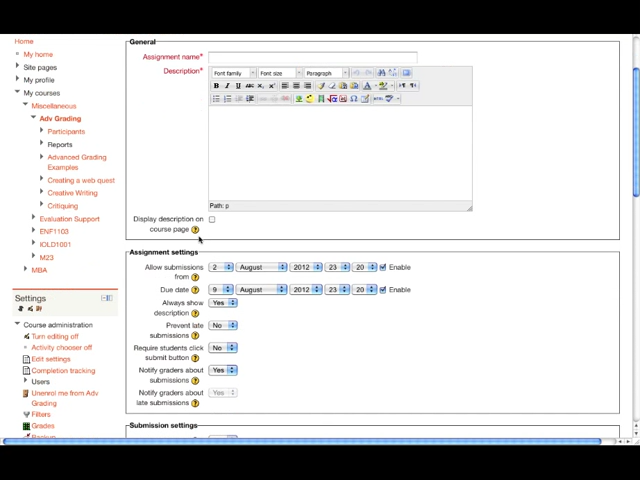 Home
My home
Site pages
My profile
My courses
Miscellaneous
Adv Grading
Participants
Reports
Advanced Grading
Examples
Creating a web quest
Creative Writing
Critiquing
Evaluation Support
ENF1103
IOLD1001
M23
MBA
Settings
Course administration
Turn editing off
Activity chooser off
Edit settings
Completion tracking
Users
Unenrol me from Adv
Grading
Filters
Grades
Backup
General
Assignment name*
Description*
Font family
Font size
Paragraph
B I U ABC x₂ x²
HTML
Path: p
Display description on
course page
Assignment settings
Allow submissions
from
2 August 2012 23 20 Enable
Due date 9 August 2012 23 20 Enable
Always show
description
Yes
Prevent late
submissions
No
Require students click
submit button
No
Notify graders about
submissions
Yes
Notify graders about
late submissions
Yes
Submission settings